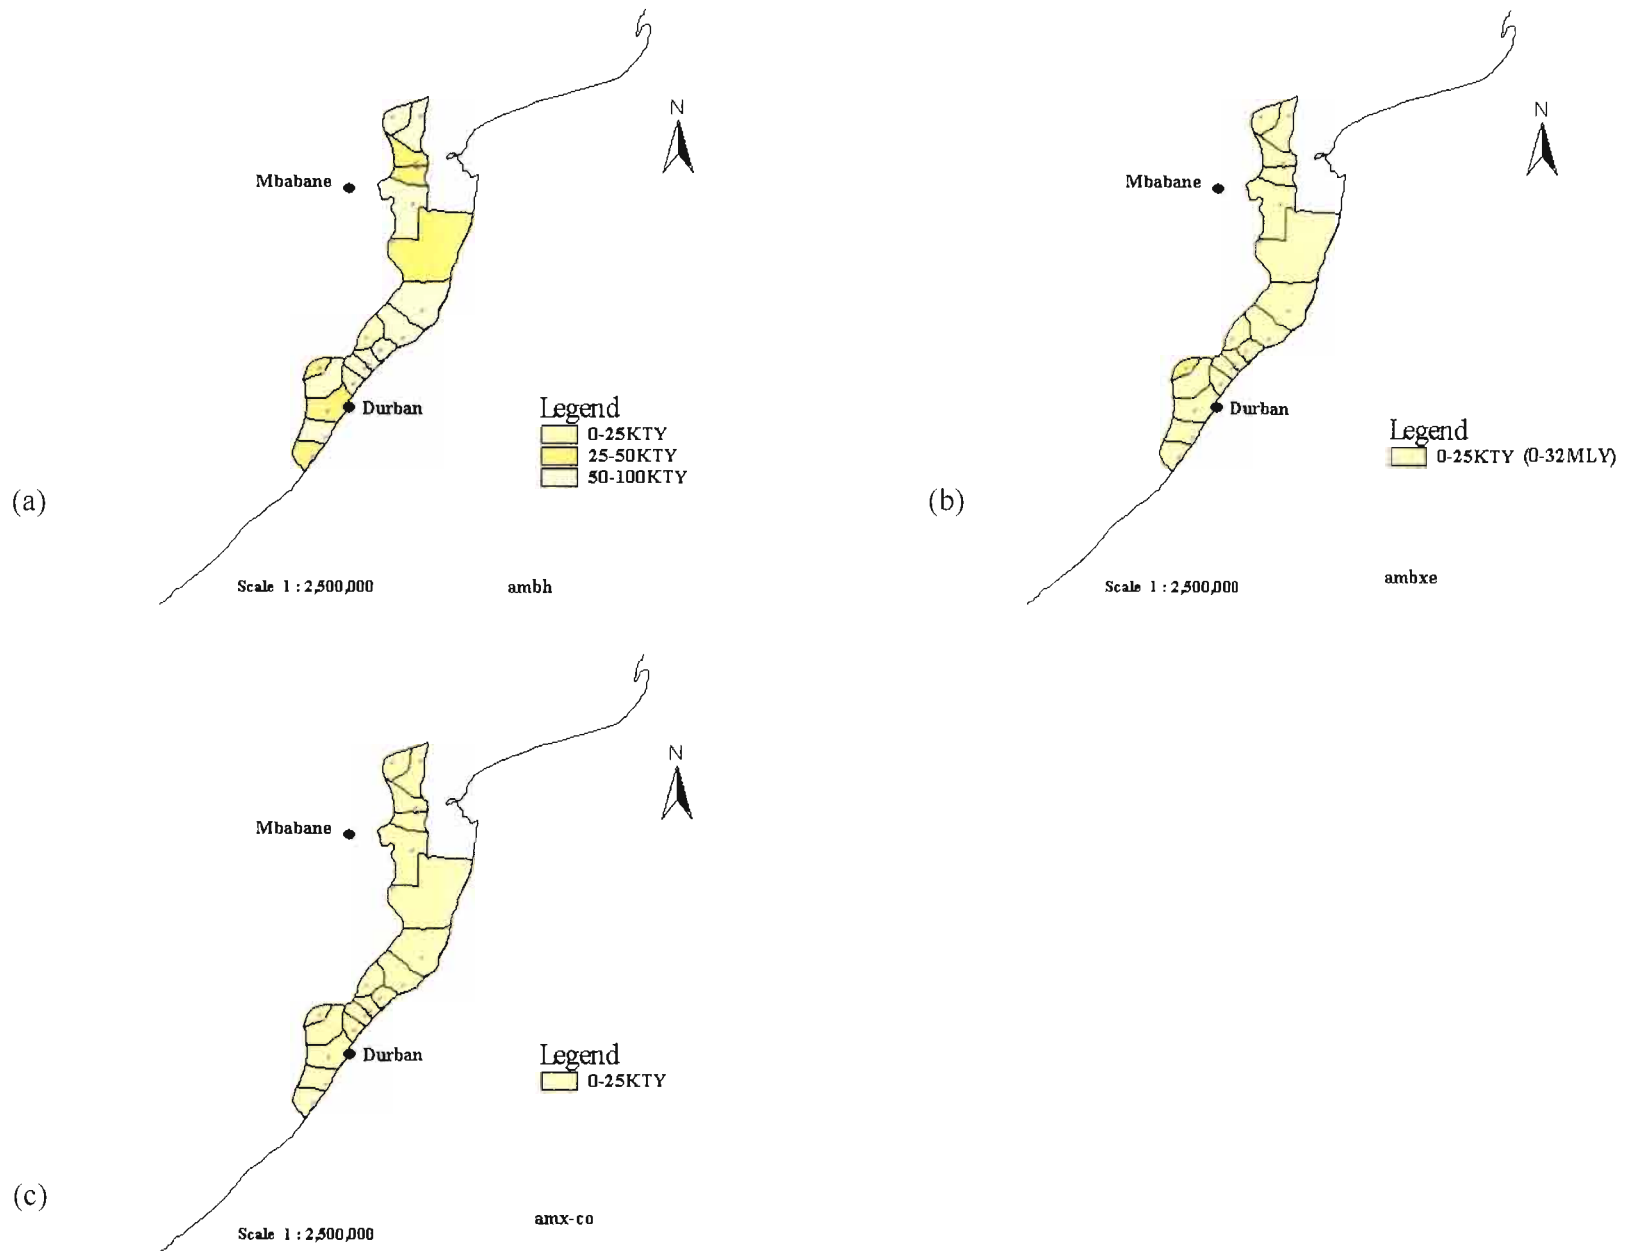 N
Mbabane
Durban
Legend
0-25KTY
25-50KTY
50-100KTY
(a)
Scale 1 : 2,500,000
ambh
N
Mbabane
Durban
Legend
0-25KTY (0-32MLY)
(b)
Scale 1 : 2,500,000
ambxe
N
Mbabane
Durban
Legend
0-25KTY
(c)
Scale 1 : 2,500,000
amx-co